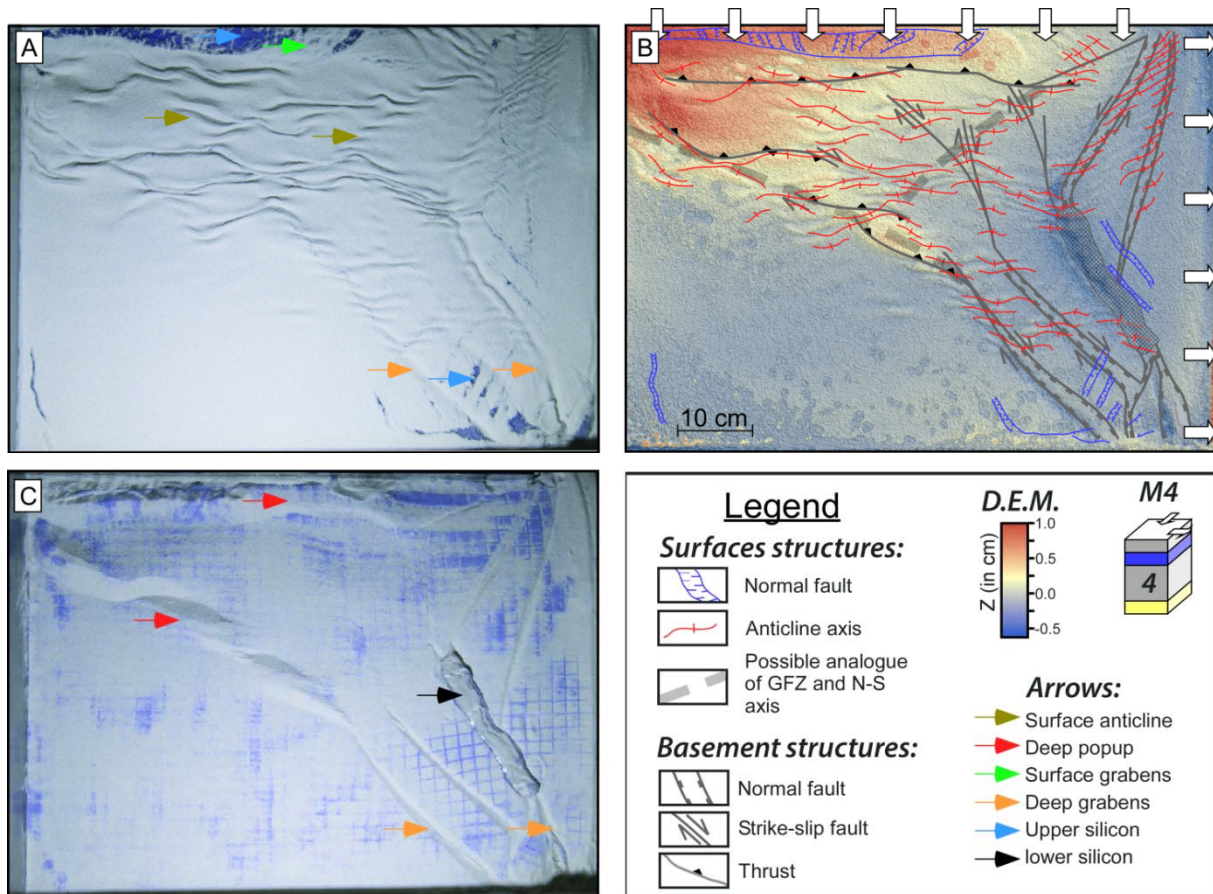 A
B
10 cm
C
Legend
Surfaces structures:
Normal fault
Anticline axis
Possible analogue
of GFZ and N-S
axis
Basement structures:
Normal fault
Strike-slip fault
Thrust
D.E.M.
Z (in cm)
1.0
0.5
0.0
-0.5
M4
4
Arrows:
Surface anticline
Deep popup
Surface grabens
Deep grabens
Upper silicon
lower silicon